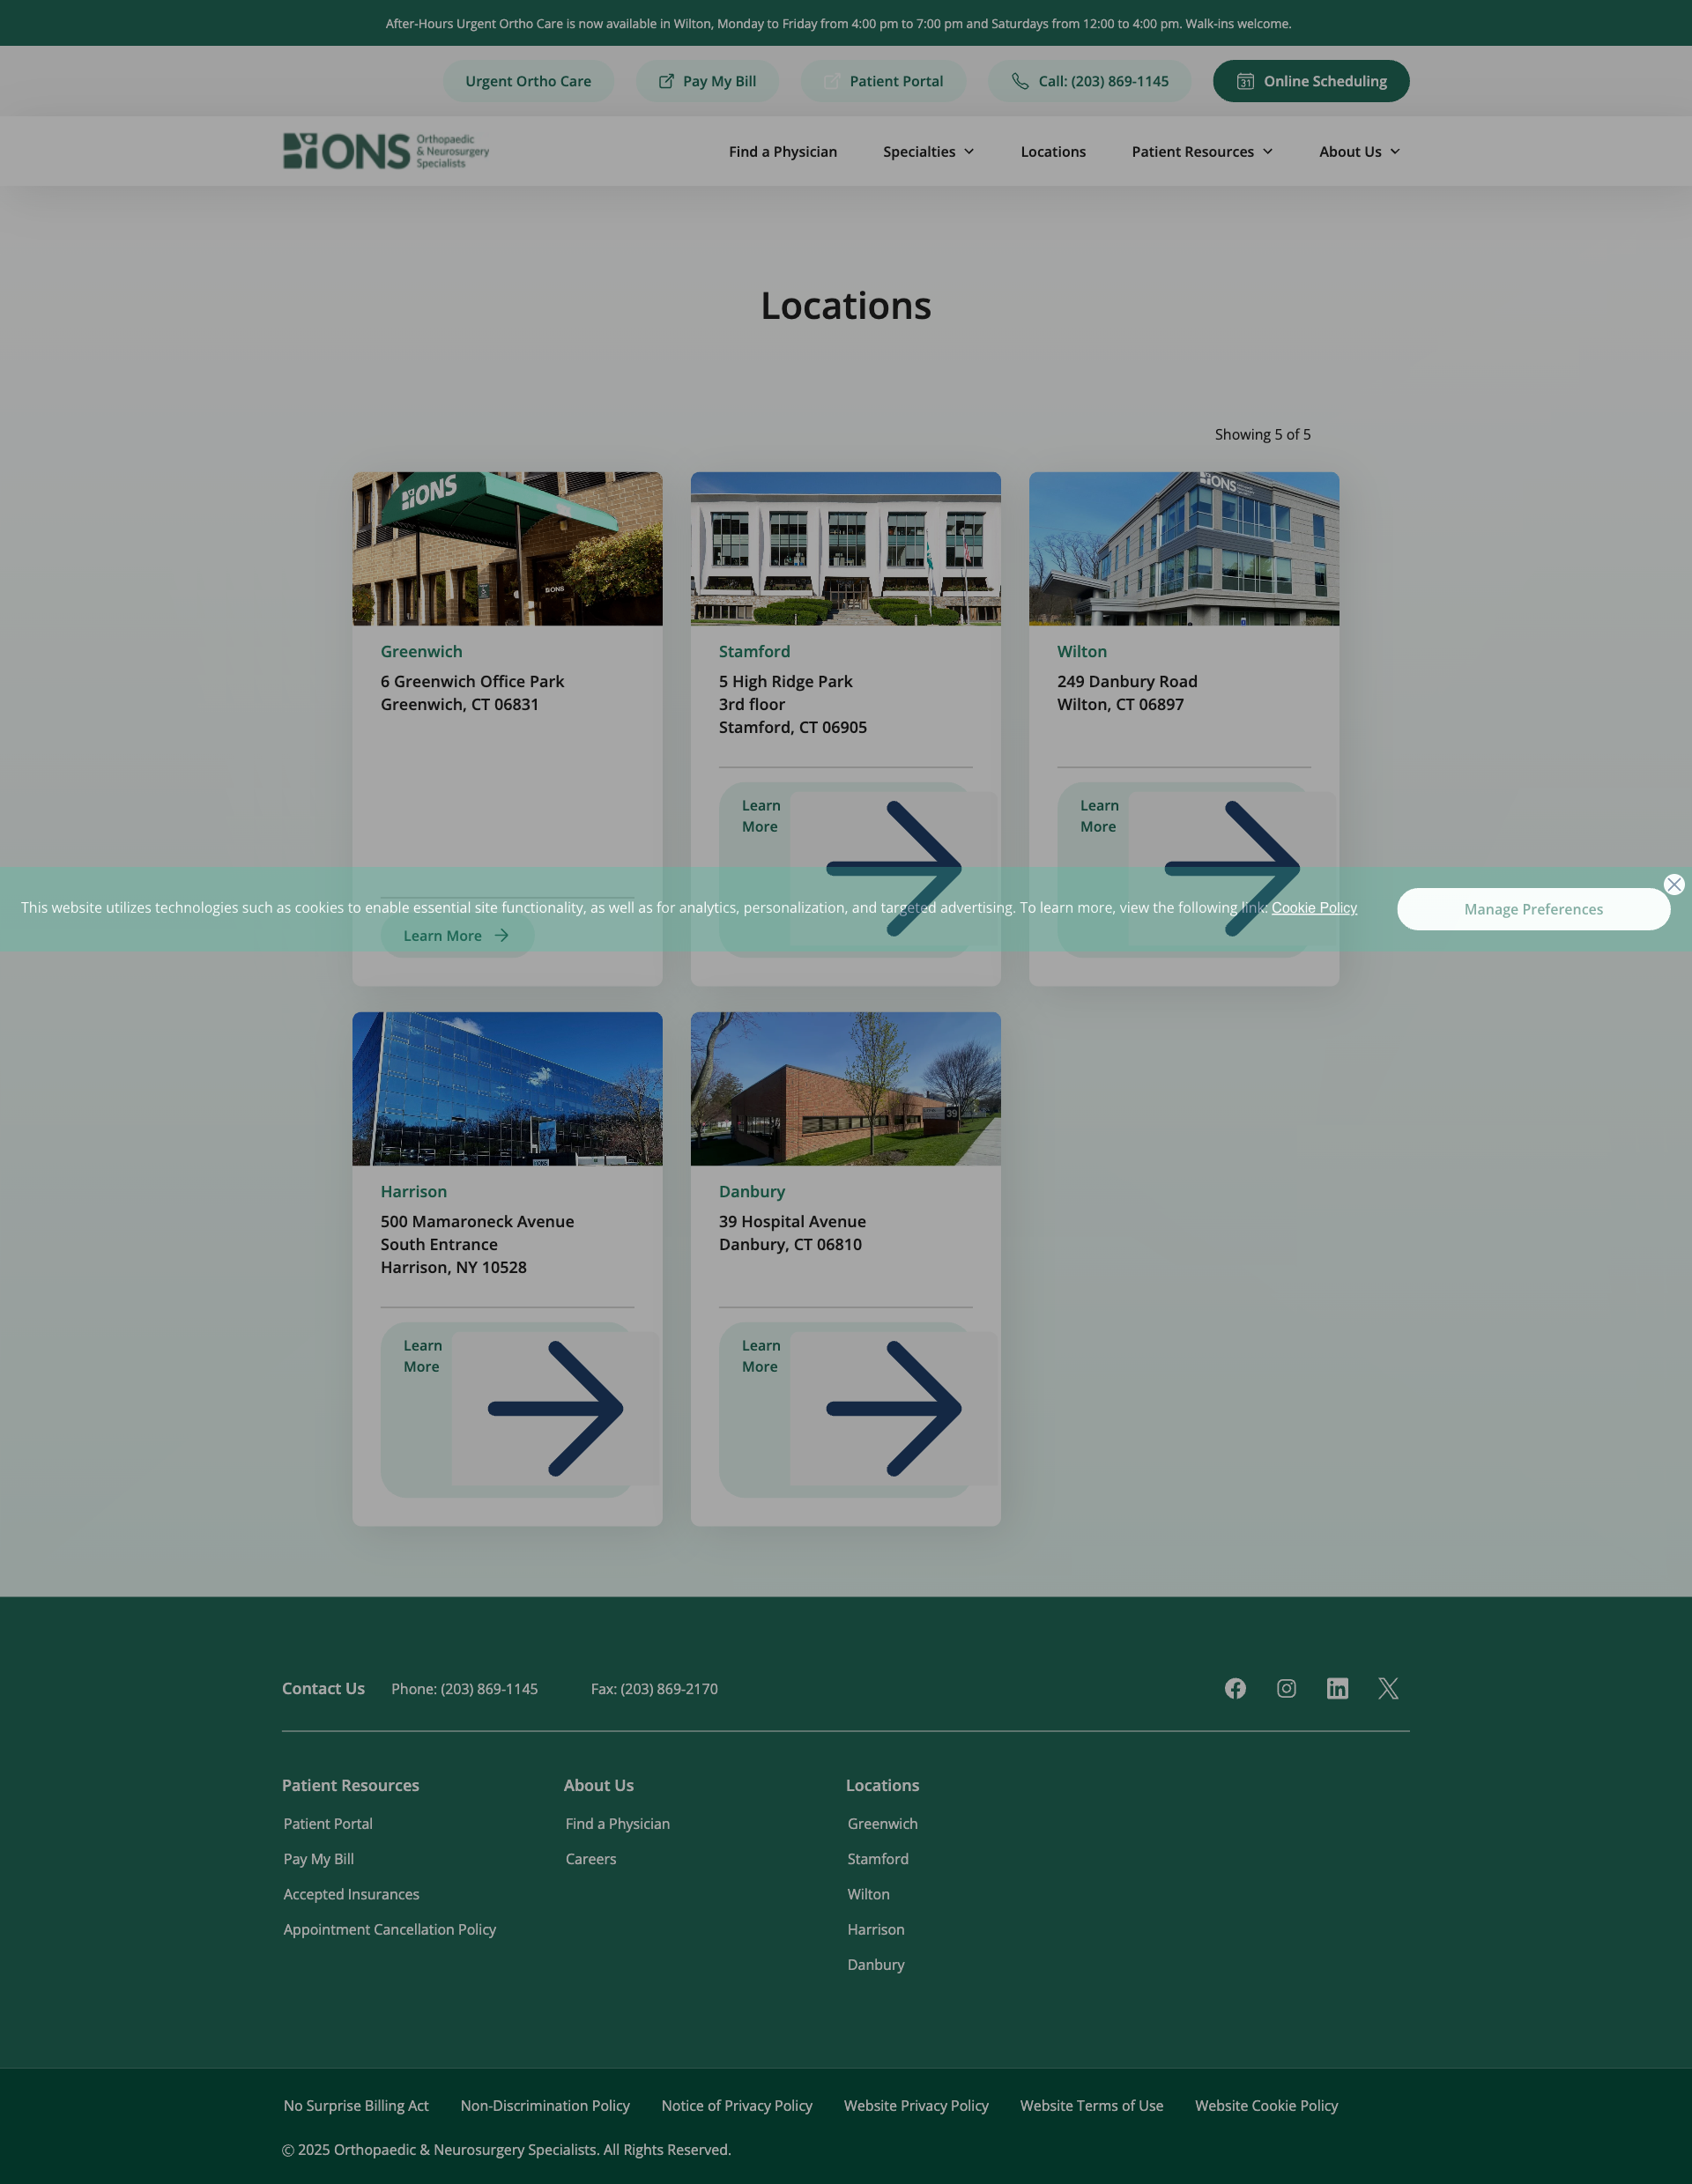 After-Hours Urgent Ortho Care is now available in Wilton, Monday to Friday from 4:00 pm to 7:00 pm and Saturdays from 12:00 to 4:00 pm. Walk-ins welcome.
Urgent Ortho Care
Pay My Bill
Patient Portal
Call: (203) 869-1145
31
Online Scheduling
ONS
Orthopaedic
& Neurosurgery
Specialists
Find a Physician
Specialties
Locations
Patient Resources
About Us
Locations
Showing 5 of 5
ONS
ONS
ONS
Greenwich
6 Greenwich Office Park
Greenwich, CT 06831
Stamford
5 High Ridge Park
3rd floor
Stamford, CT 06905
Learn
More
Wilton
249 Danbury Road
Wilton, CT 06897
Learn
More
This website utilizes technologies such as cookies to enable essential site functionality, as well as for analytics, personalization, and targeted advertising. To learn more, view the following link: Cookie Policy
Manage Preferences
Learn More
39
Harrison
500 Mamaroneck Avenue
South Entrance
Harrison, NY 10528
Learn
More
Danbury
39 Hospital Avenue
Danbury, CT 06810
Learn
More
Contact Us
Phone: (203) 869-1145
Fax: (203) 869-2170
Patient Resources
Patient Portal
Pay My Bill
Accepted Insurances
Appointment Cancellation Policy
About Us
Find a Physician
Careers
Locations
Greenwich
Stamford
Wilton
Harrison
Danbury
No Surprise Billing Act
Non-Discrimination Policy
Notice of Privacy Policy
Website Privacy Policy
Website Terms of Use
Website Cookie Policy
© 2025 Orthopaedic & Neurosurgery Specialists. All Rights Reserved.